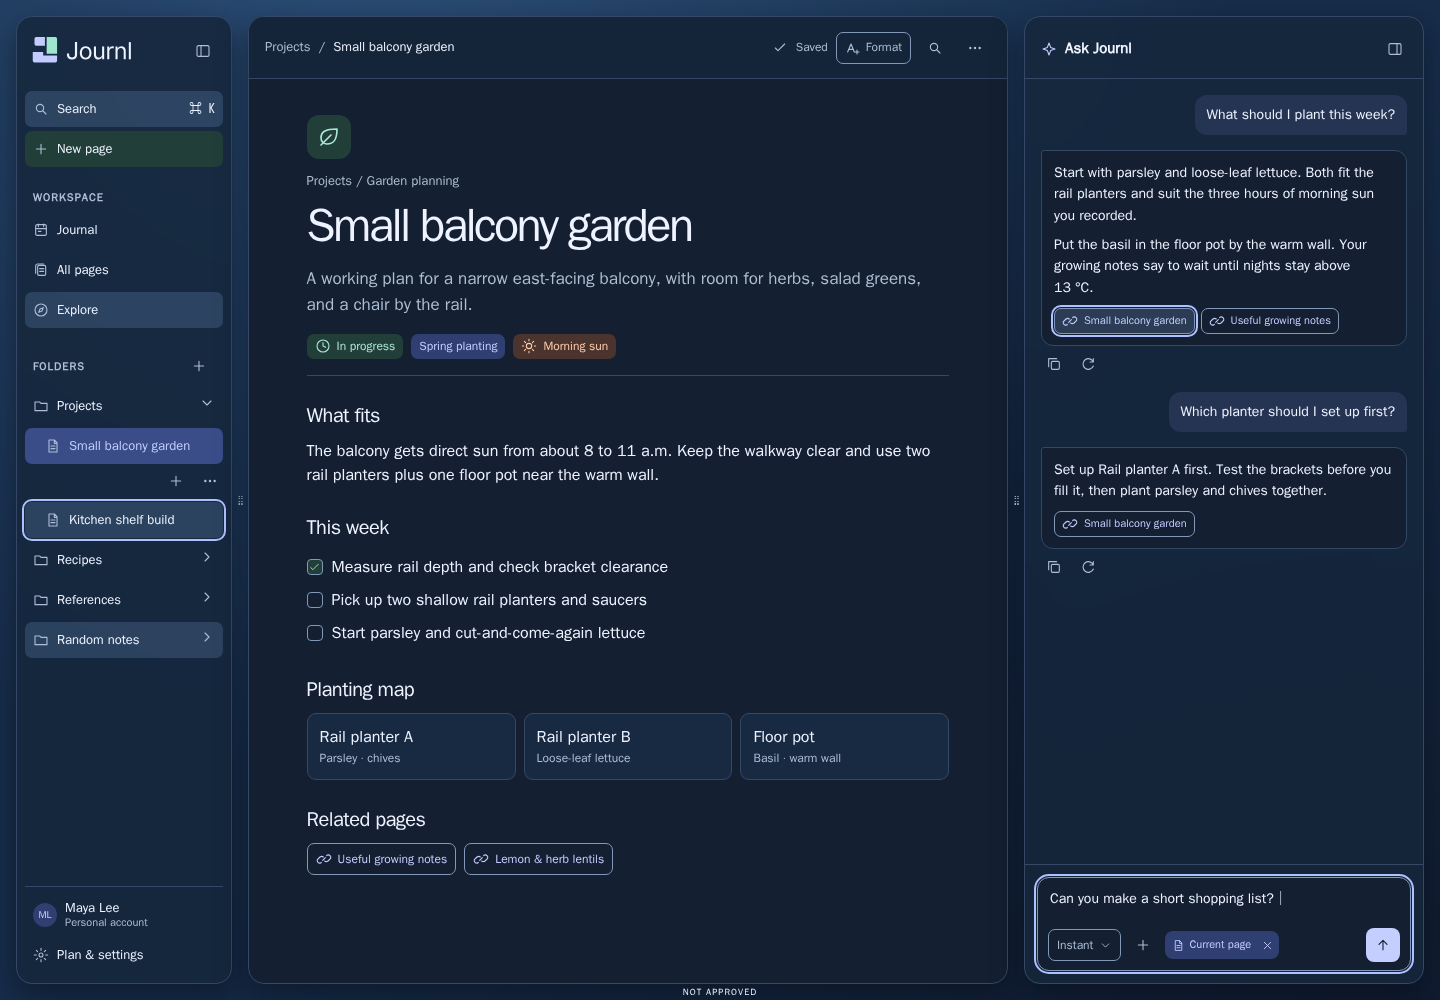 Journl
Search ⌘ K
New page
WORKSPACE
Journal
All pages
Explore
FOLDERS
Projects
Small balcony garden
Kitchen shelf build
Recipes
References
Random notes
ML
Maya Lee
Personal account
Plan & settings
Projects / Small balcony garden
Saved
Format
Projects / Garden planning
Small balcony garden
A working plan for a narrow east-facing balcony, with room for herbs, salad greens,
and a chair by the rail.
In progress
Spring planting
Morning sun
What fits
The balcony gets direct sun from about 8 to 11 a.m. Keep the walkway clear and use two
rail planters plus one floor pot near the warm wall.
This week
Measure rail depth and check bracket clearance
Pick up two shallow rail planters and saucers
Start parsley and cut-and-come-again lettuce
Planting map
Rail planter A
Parsley · chives
Rail planter B
Loose-leaf lettuce
Floor pot
Basil · warm wall
Related pages
Useful growing notes
Lemon & herb lentils
Ask Journl
What should I plant this week?
Start with parsley and loose-leaf lettuce. Both fit the
rail planters and suit the three hours of morning sun
you recorded.
Put the basil in the floor pot by the warm wall. Your
growing notes say to wait until nights stay above
13 °C.
Small balcony garden
Useful growing notes
Which planter should I set up first?
Set up Rail planter A first. Test the brackets before you
fill it, then plant parsley and chives together.
Small balcony garden
Can you make a short shopping list?
Instant
Current page
NOT APPROVED